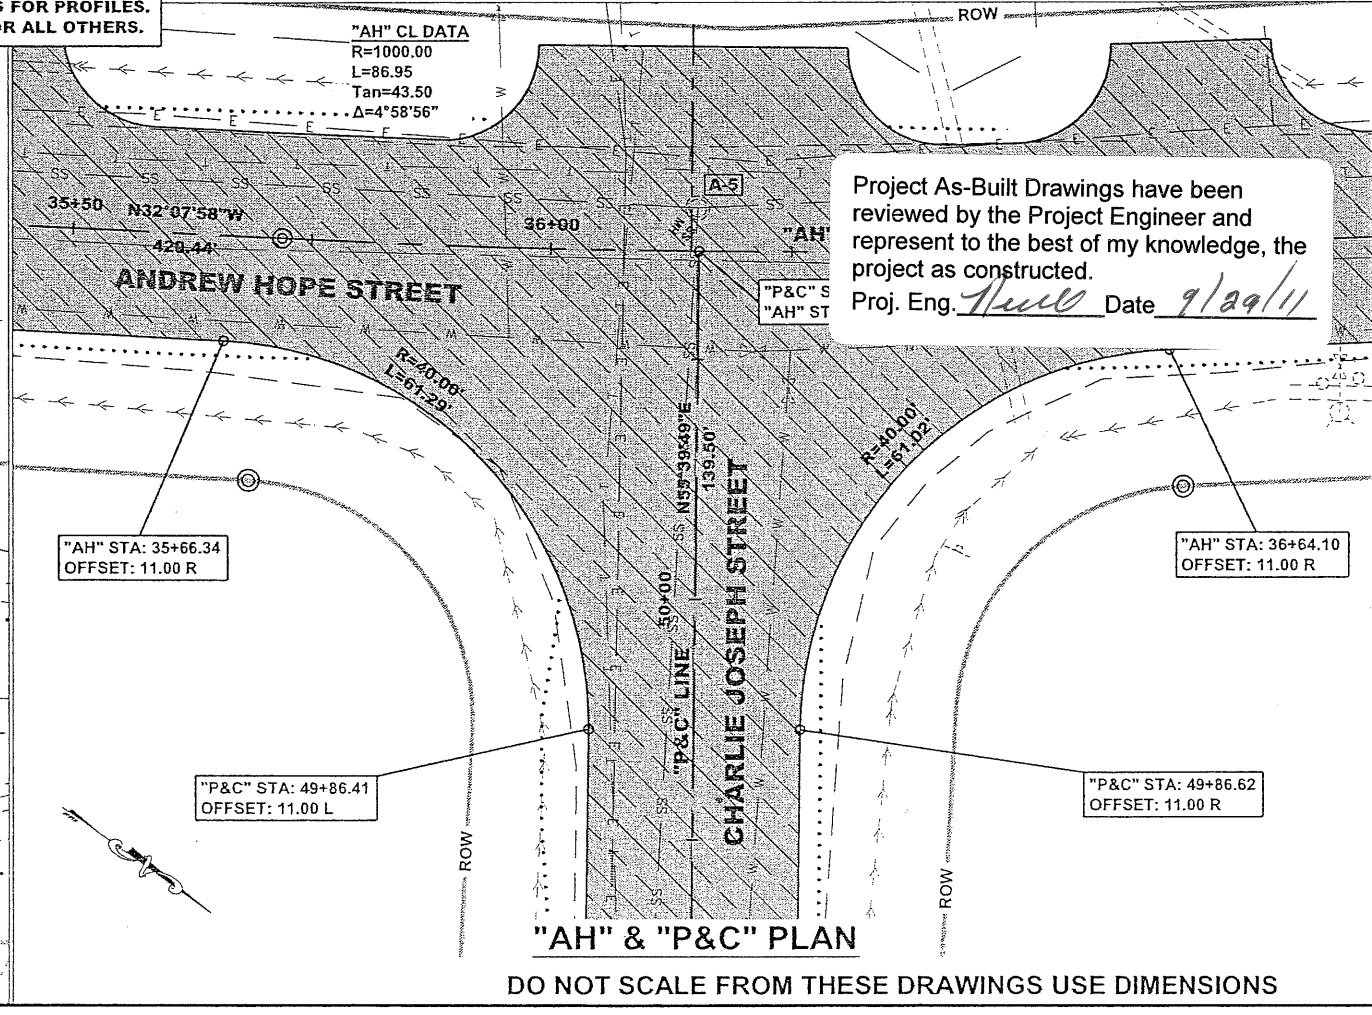 S FOR PROFILES.
R ALL OTHERS.
"AH" CL DATA
R=1000.00
L=86.95
Tan=43.50
Δ=4°58'56"
ROW
A-5
35+50
N32°07'58"W
420.44'
36+00
"AH"
ANDREW HOPE STREET
"P&C" S
"AH" ST
Project As-Built Drawings have been
reviewed by the Project Engineer and
represent to the best of my knowledge, the
project as constructed.
Proj. Eng. Date 9/29/11
R=40.00'
L=61.29'
R=40.00'
L=61.02'
N55°39'49"E
139.50'
"AH" STA: 35+66.34
OFFSET: 11.00 R
"AH" STA: 36+64.10
OFFSET: 11.00 R
50+00
"P&C" LINE
CHARLIE JOSEPH STREET
"P&C" STA: 49+86.41
OFFSET: 11.00 L
"P&C" STA: 49+86.62
OFFSET: 11.00 R
ROW
ROW
"AH" & "P&C" PLAN
DO NOT SCALE FROM THESE DRAWINGS USE DIMENSIONS